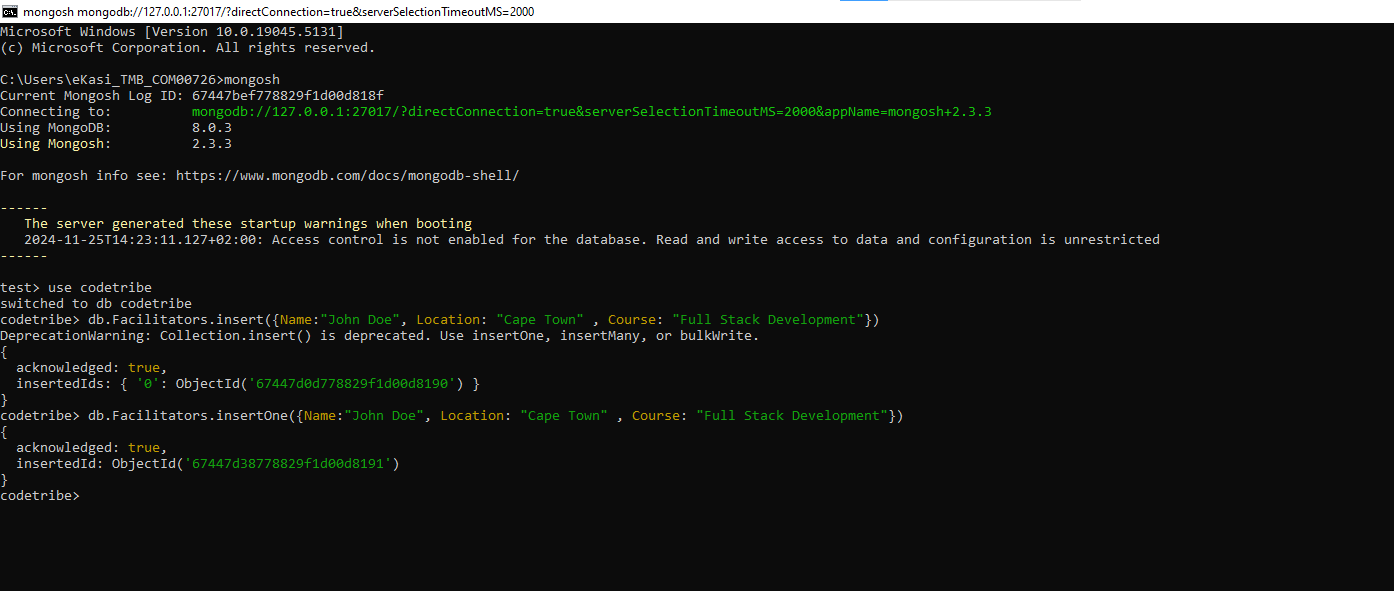 mongosh mongodb://127.0.0.1:27017/?directConnection=true&serverSelectionTimeoutMS=2000
Microsoft Windows [Version 10.0.19045.5131]
(c) Microsoft Corporation. All rights reserved.
C:\Users\eKasi_TMB_COM00726>mongosh
Current Mongosh Log ID: 67447bef778829f1d00d818f
Connecting to:          mongodb://127.0.0.1:27017/?directConnection=true&serverSelectionTimeoutMS=2000&appName=mongosh+2.3.3
Using MongoDB:          8.0.3
Using Mongosh:          2.3.3
For mongosh info see: https://www.mongodb.com/docs/mongodb-shell/
------
   The server generated these startup warnings when booting
   2024-11-25T14:23:11.127+02:00: Access control is not enabled for the database. Read and write access to data and configuration is unrestricted
------
test> use codetribe
switched to db codetribe
codetribe> db.Facilitators.insert({Name:"John Doe", Location: "Cape Town" , Course: "Full Stack Development"})
DeprecationWarning: Collection.insert() is deprecated. Use insertOne, insertMany, or bulkWrite.
{
  acknowledged: true,
  insertedIds: { '0': ObjectId('67447d0d778829f1d00d8190') }
}
codetribe> db.Facilitators.insertOne({Name:"John Doe", Location: "Cape Town" , Course: "Full Stack Development"})
{
  acknowledged: true,
  insertedId: ObjectId('67447d38778829f1d00d8191')
}
codetribe>